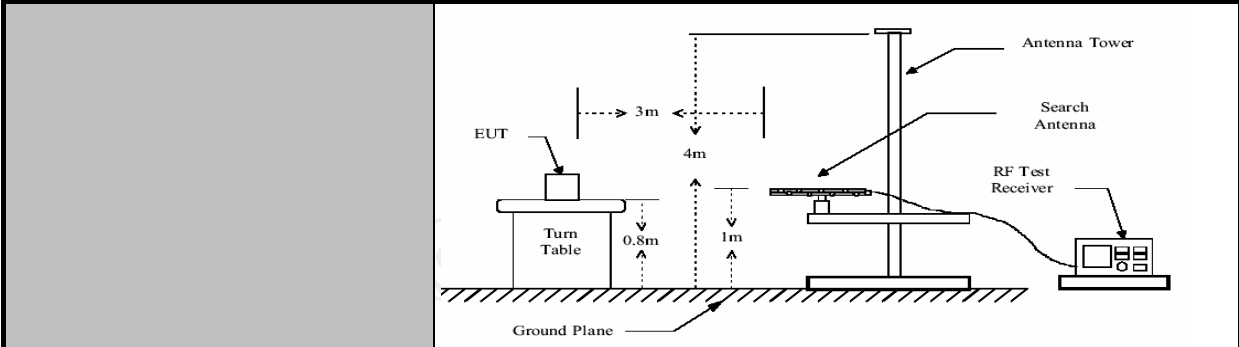 Antenna Tower
3m
Search
Antenna
EUT
4m
RF Test
Receiver
Turn
Table
0.8m
1m
Ground Plane